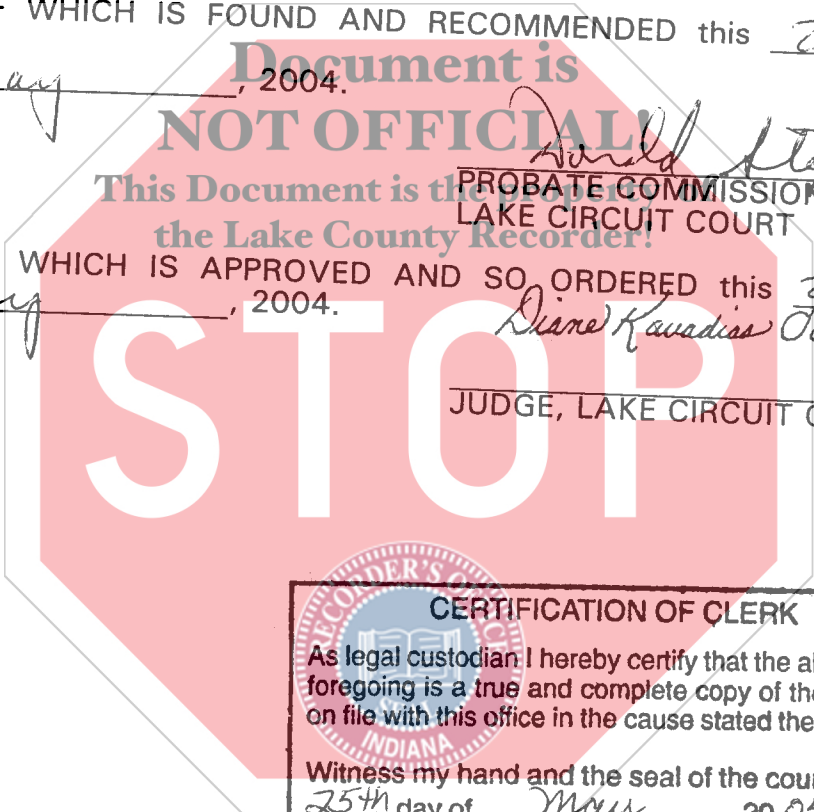 WHICH IS FOUND AND RECOMMENDED this
Document is
, 2004.
NOT OFFICIAL!
Donald
This Document is the property
PROBATE COMMISSION
LAKE CIRCUIT COURT
the Lake County Recorder!
WHICH IS APPROVED AND SO ORDERED this
, 2004.
Diane Kavadias
JUDGE, LAKE CIRCUIT
STOP
RECORDER'S OFFICE
SEAL
INDIANA
CERTIFICATION OF CLERK
As legal custodian I hereby certify that the a
foregoing is a true and complete copy of the
on file with this office in the cause stated the
Witness my hand and the seal of the cou
25th day of May 20